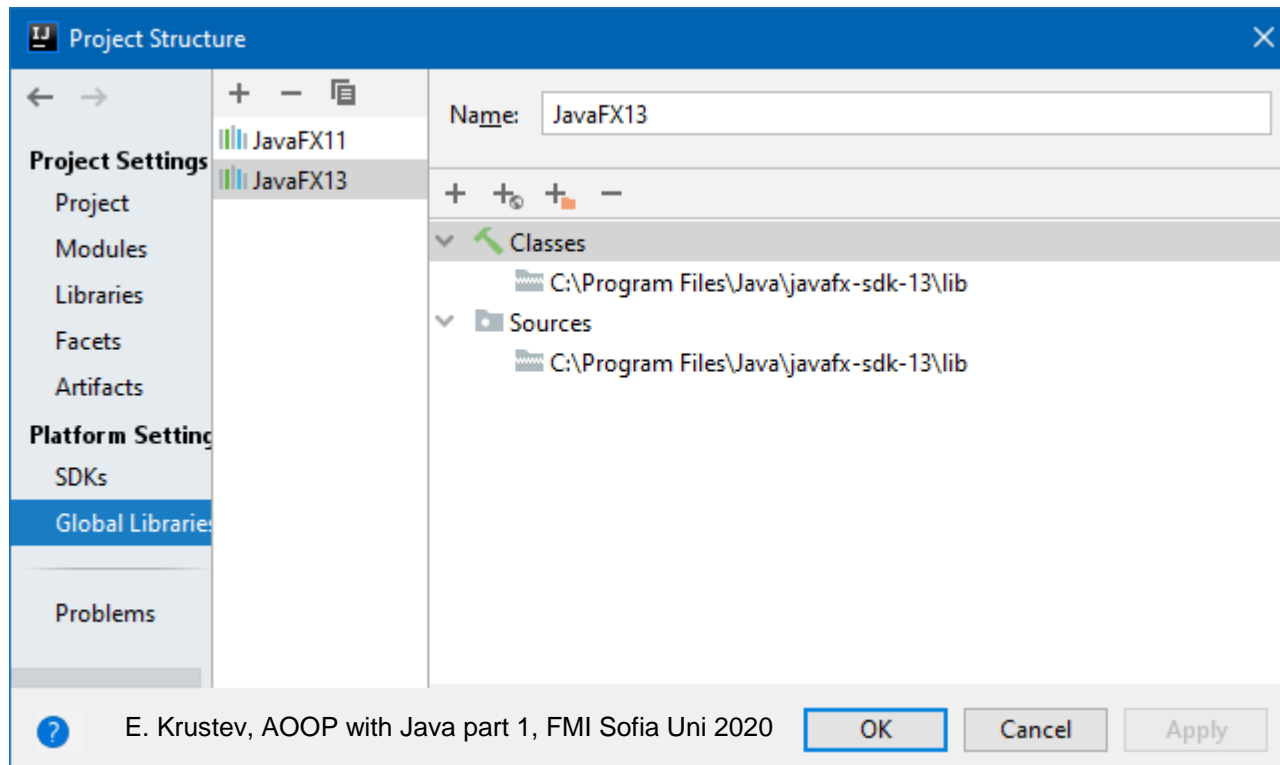 Project Structure
Project Settings
Project
Modules
Libraries
Facets
Artifacts
Platform Setting
SDKs
Global Librarie
Problems
JavaFX11
JavaFX13
Name: JavaFX13
Classes
C:\Program Files\Java\javafx-sdk-13\lib
Sources
C:\Program Files\Java\javafx-sdk-13\lib
E. Krustev, AOOP with Java part 1, FMI Sofia Uni 2020
OK Cancel Apply